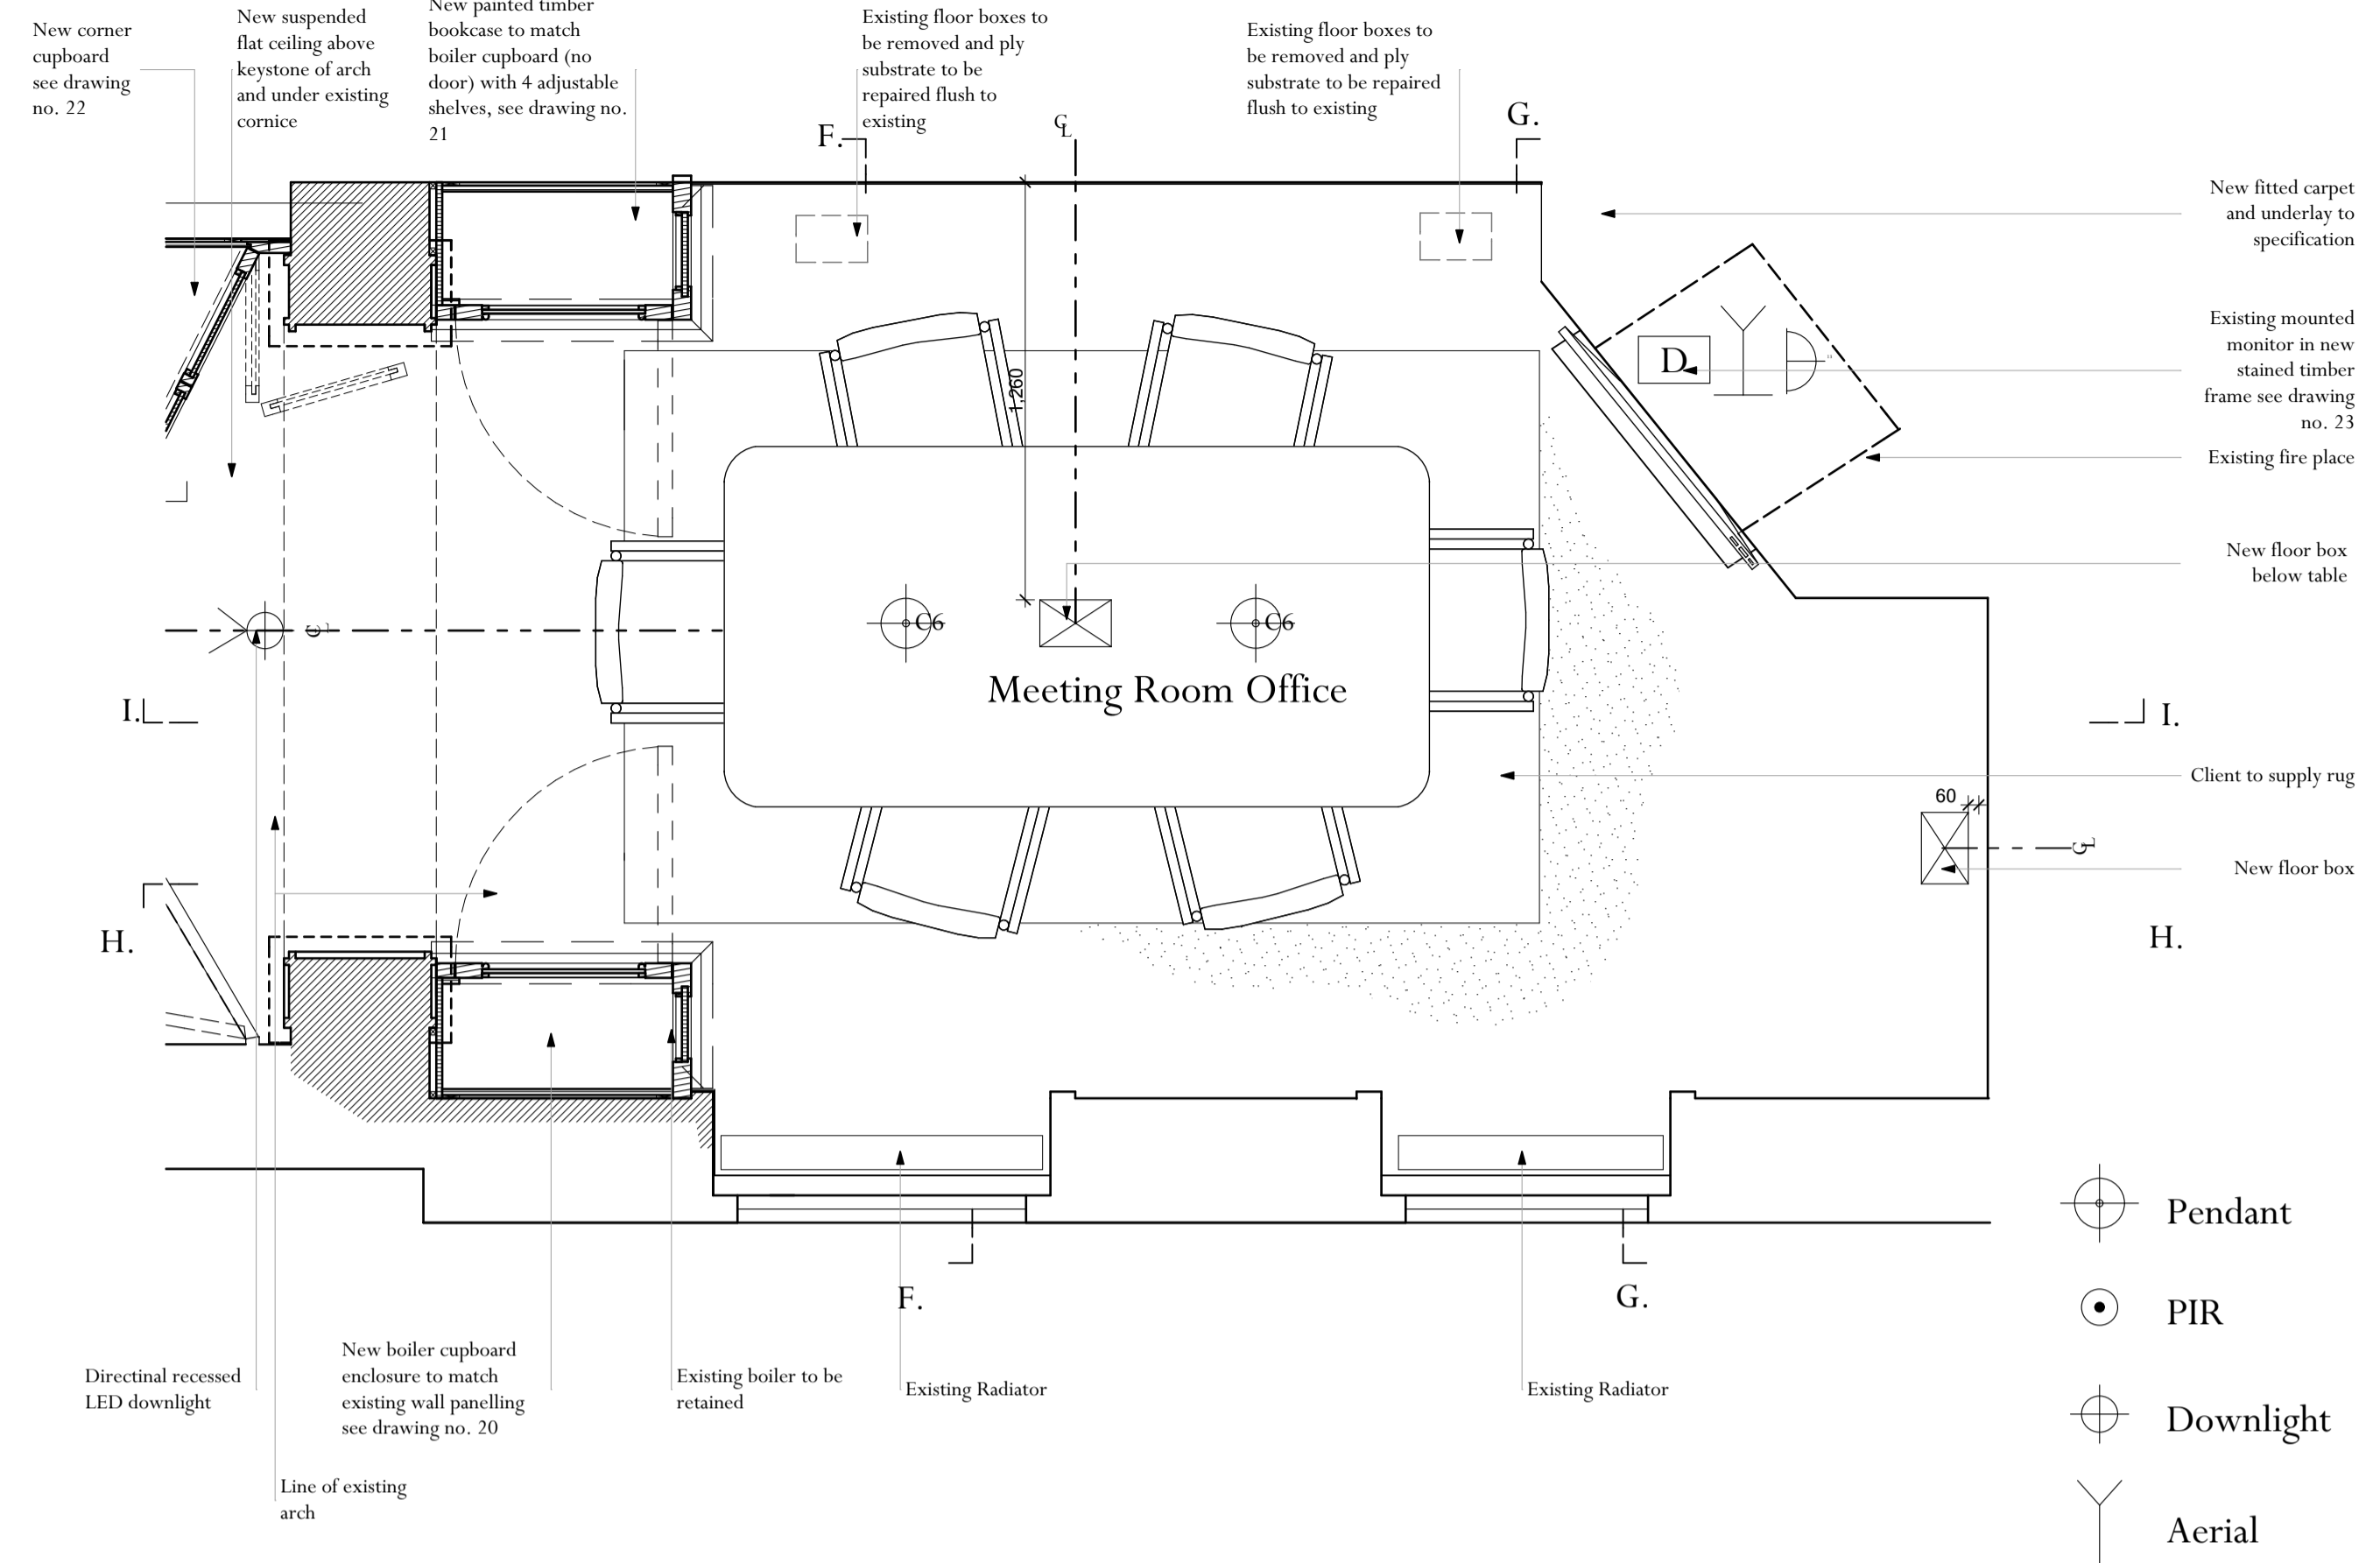 New corner
cupboard
see drawing
no. 22
New suspended
flat ceiling above
keystone of arch
and under existing
cornice
New painted timber
bookcase to match
boiler cupboard (no
door) with 4 adjustable
shelves, see drawing no.
21
Existing floor boxes to
be removed and ply
substrate to be
repaired flush to
existing
Existing floor boxes to
be removed and ply
substrate to be repaired
flush to existing
F.
CL
G.
New fitted carpet
and underlay to
specification
Existing mounted
monitor in new
stained timber
frame see drawing
no. 23
D
Existing fire place
1,260
New floor box
below table
C6
C6
CL
Meeting Room Office
I.
I.
Client to supply rug
60
CL
New floor box
H.
H.
F.
G.
Pendant
PIR
Downlight
Aerial
Directinal recessed
LED downlight
New boiler cupboard
enclosure to match
existing wall panelling
see drawing no. 20
Existing boiler to be
retained
Existing Radiator
Existing Radiator
Line of existing
arch